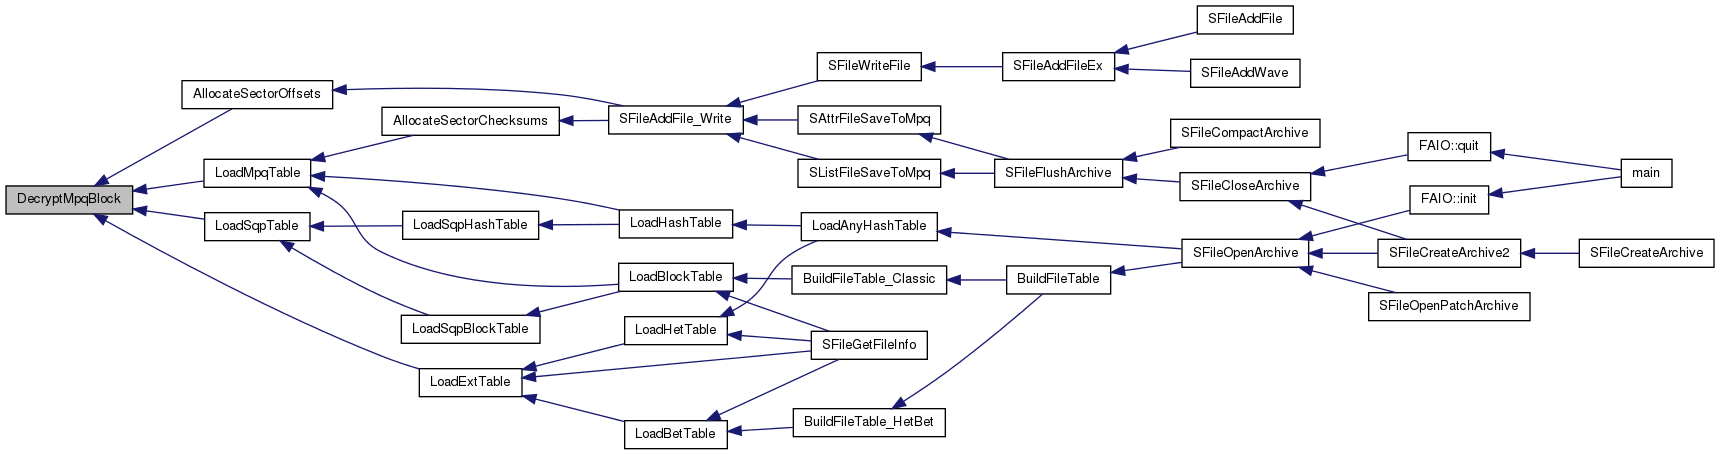 DecryptMpqBlock
AllocateSectorOffsets
LoadMpqTable
LoadSqpTable
LoadExtTable
AllocateSectorChecksums
LoadSqpHashTable
LoadSqpBlockTable
SFileAddFile_Write
LoadHashTable
LoadBlockTable
LoadHetTable
LoadBetTable
SFileWriteFile
SAttrFileSaveToMpq
SListFileSaveToMpq
LoadAnyHashTable
BuildFileTable_Classic
SFileGetFileInfo
BuildFileTable_HetBet
SFileAddFileEx
SFileFlushArchive
BuildFileTable
SFileAddFile
SFileAddWave
SFileCompactArchive
SFileCloseArchive
SFileOpenArchive
FAIO::quit
FAIO::init
SFileCreateArchive2
SFileOpenPatchArchive
main
SFileCreateArchive